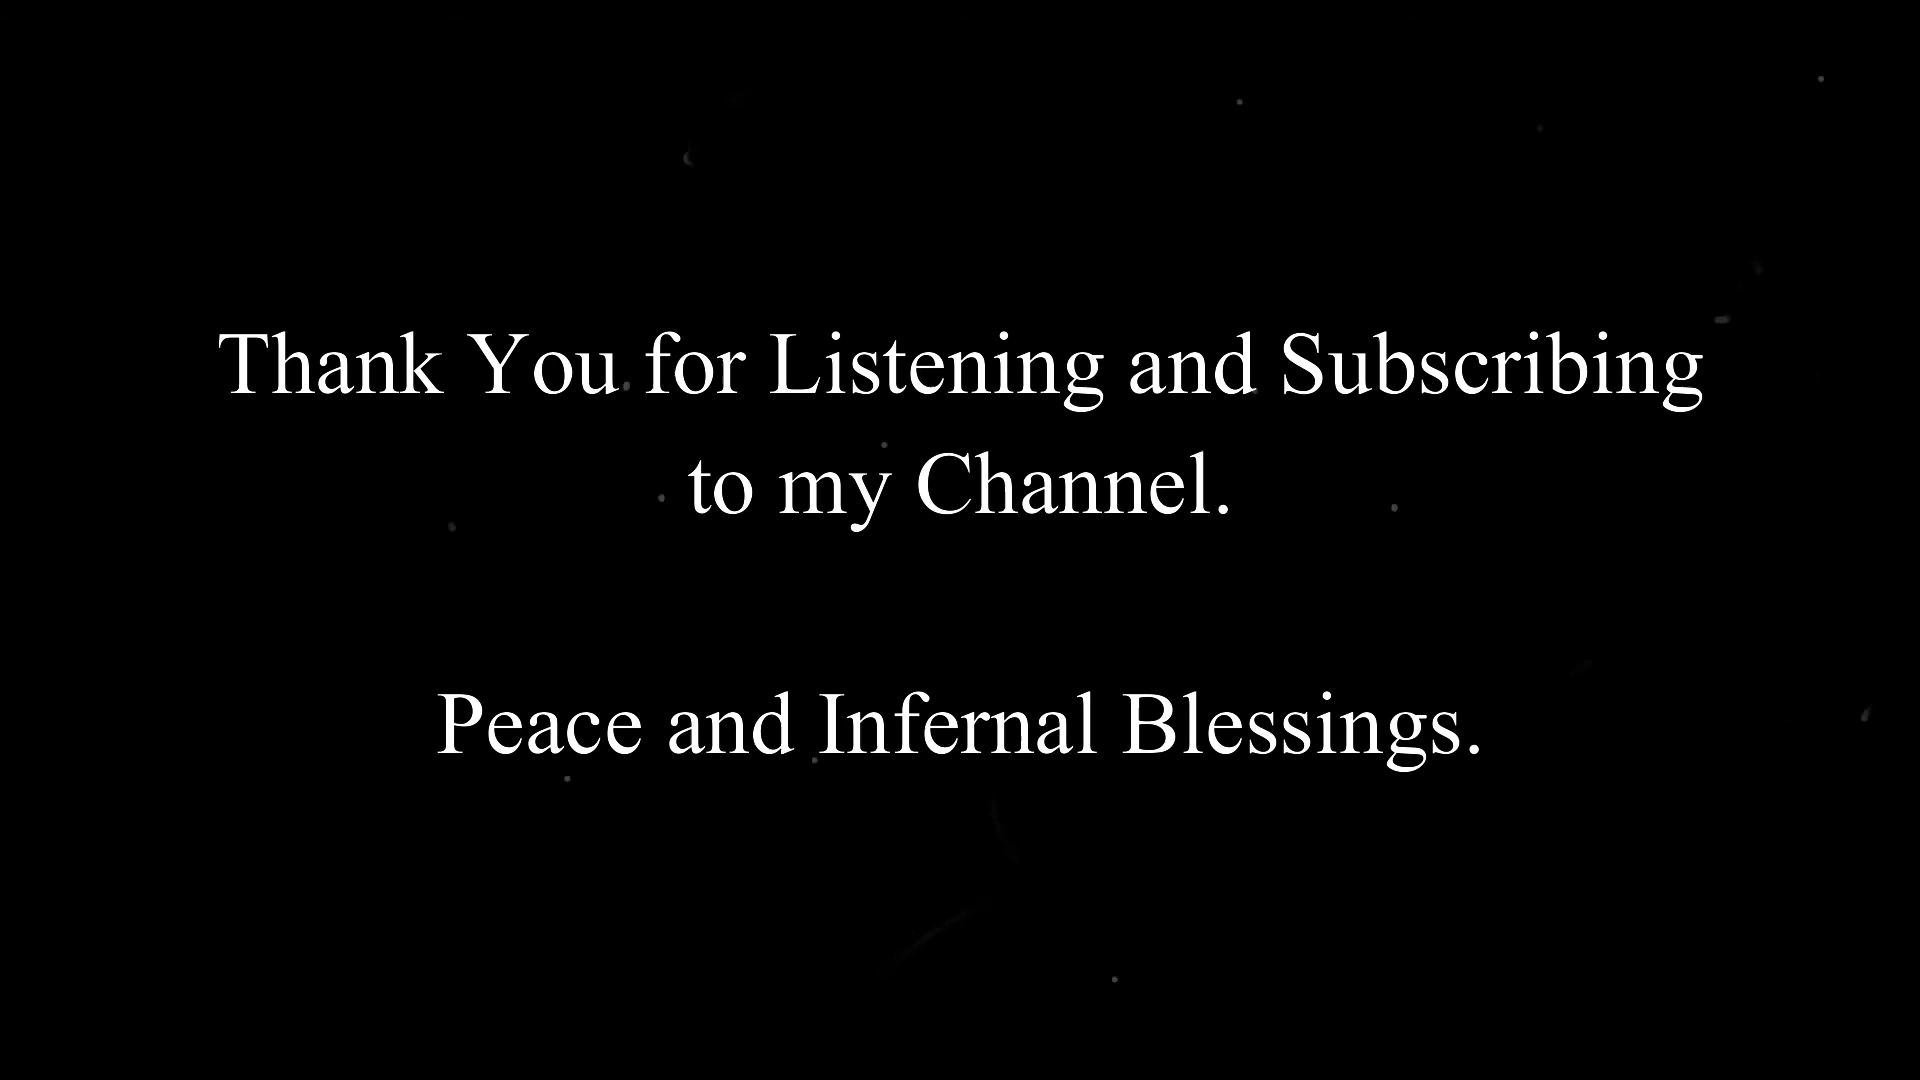 Thank You for Listening and Subscribing
to my Channel.
Peace and Infernal Blessings.